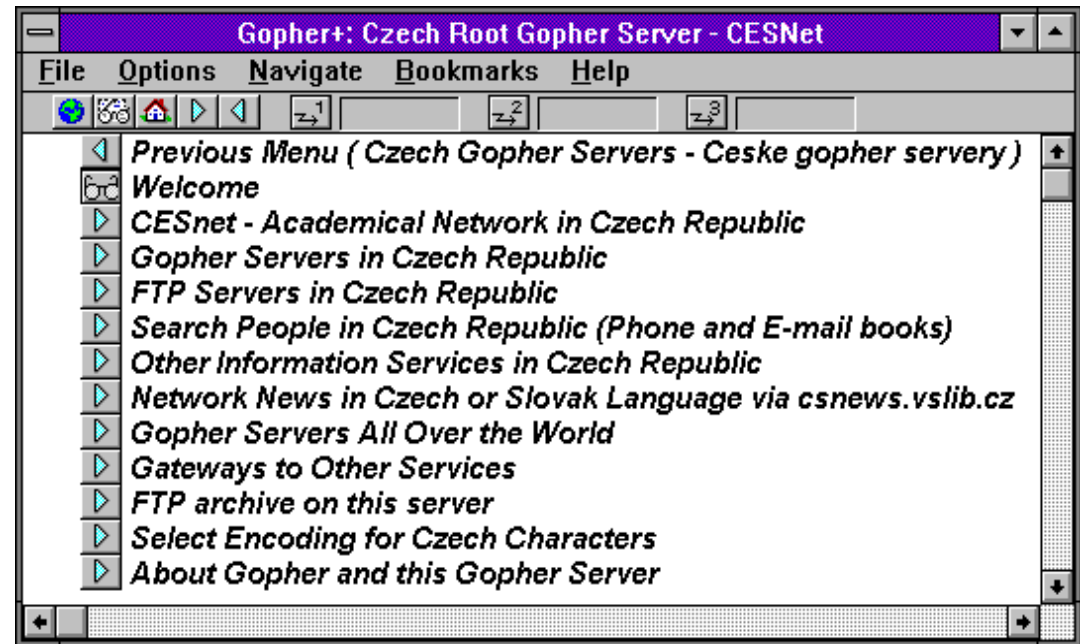 Gopher+: Czech Root Gopher Server - CESNet
File Options Navigate Bookmarks Help
1 2 3
Previous Menu ( Czech Gopher Servers - Ceske gopher servery )
Welcome
CESnet - Academical Network in Czech Republic
Gopher Servers in Czech Republic
FTP Servers in Czech Republic
Search People in Czech Republic (Phone and E-mail books)
Other Information Services in Czech Republic
Network News in Czech or Slovak Language via csnews.vslib.cz
Gopher Servers All Over the World
Gateways to Other Services
FTP archive on this server
Select Encoding for Czech Characters
About Gopher and this Gopher Server